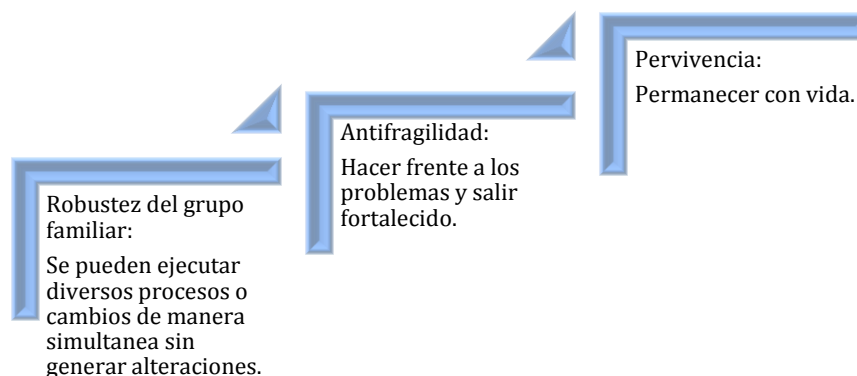 Robustez del grupo
familiar:
Se pueden ejecutar
diversos procesos o
cambios de manera
simultanea sin
generar alteraciones.
Antifragilidad:
Hacer frente a los
problemas y salir
fortalecido.
Pervivencia:
Permanecer con vida.